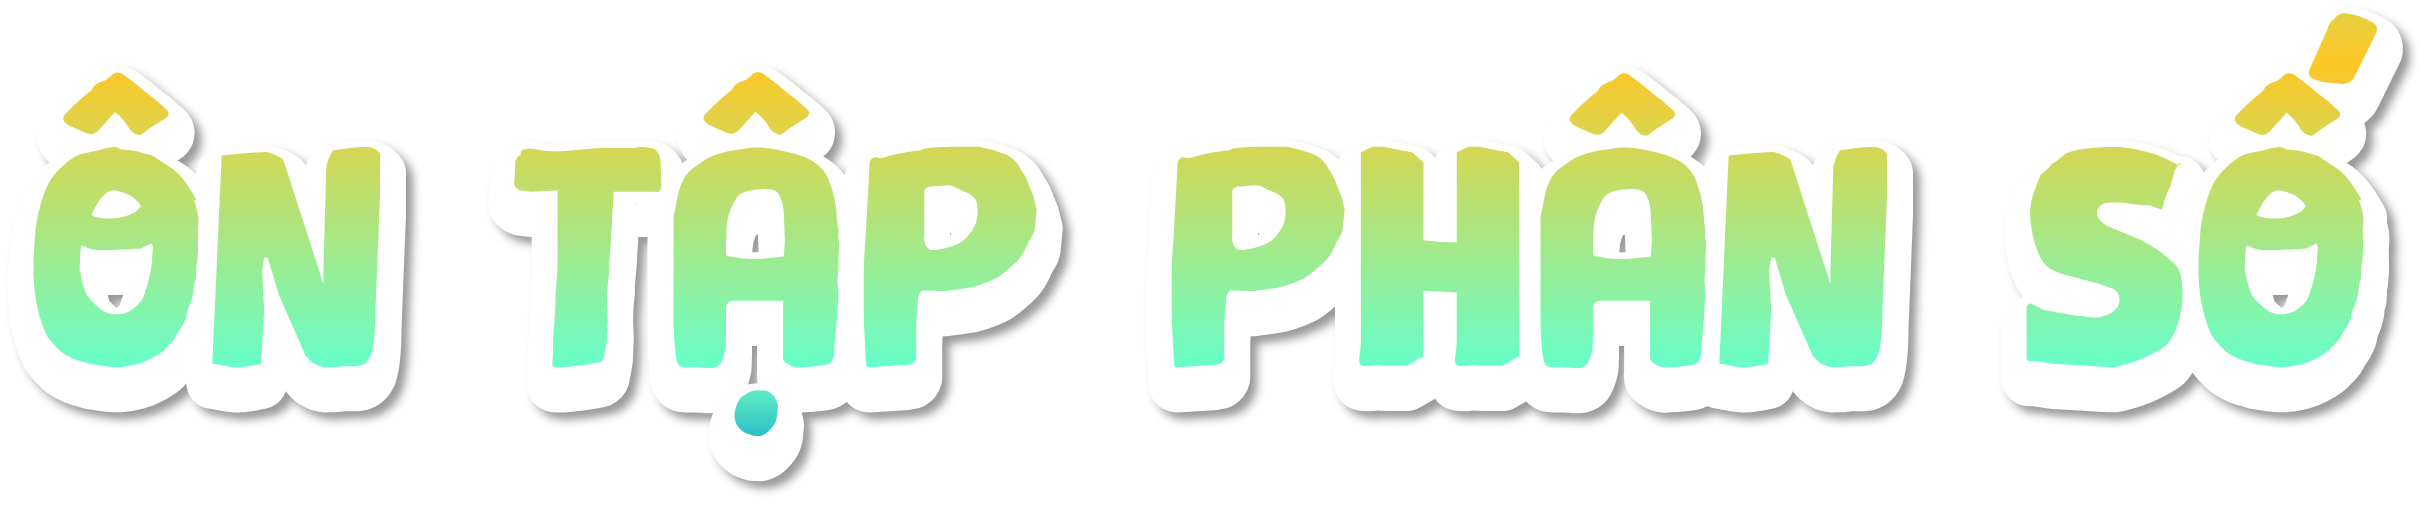 ÔN TẬP PHÂN SỐ